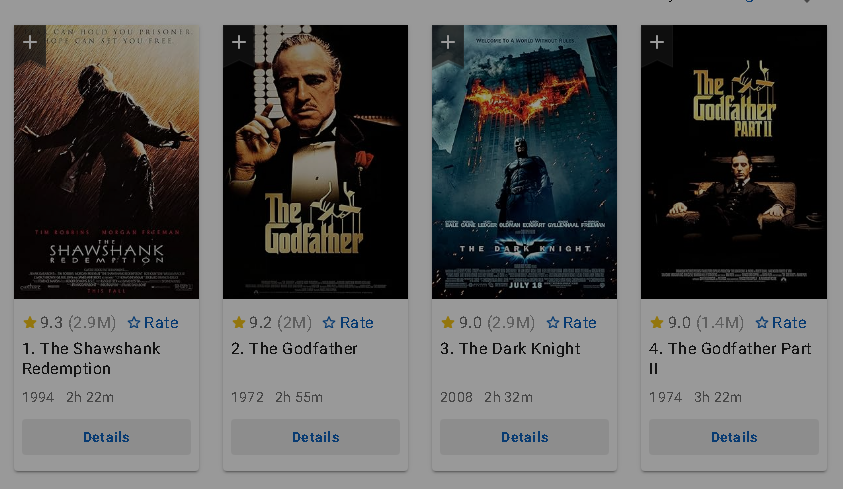 CAN HOLD YOU PRISONER.
HOPE CAN SET YOU FREE.
TIM ROBBINS MORGAN FREEMAN
THE
SHAWSHANK
REDEMPTION
THIS FALL
The
Godfather
WELCOME TO A WORLD WITHOUT RULES
BALE CAINE LEDGER OLDMAN ECKHART GYLLENHAAL FREEMAN
THE DARK KNIGHT
JULY 18
The
Godfather
PART II
9.3 (2.9M) Rate
9.2 (2M) Rate
9.0 (2.9M) Rate
9.0 (1.4M) Rate
1. The Shawshank
Redemption
2. The Godfather
3. The Dark Knight
4. The Godfather Part
II
1994 2h 22m
1972 2h 55m
2008 2h 32m
1974 3h 22m
Details
Details
Details
Details